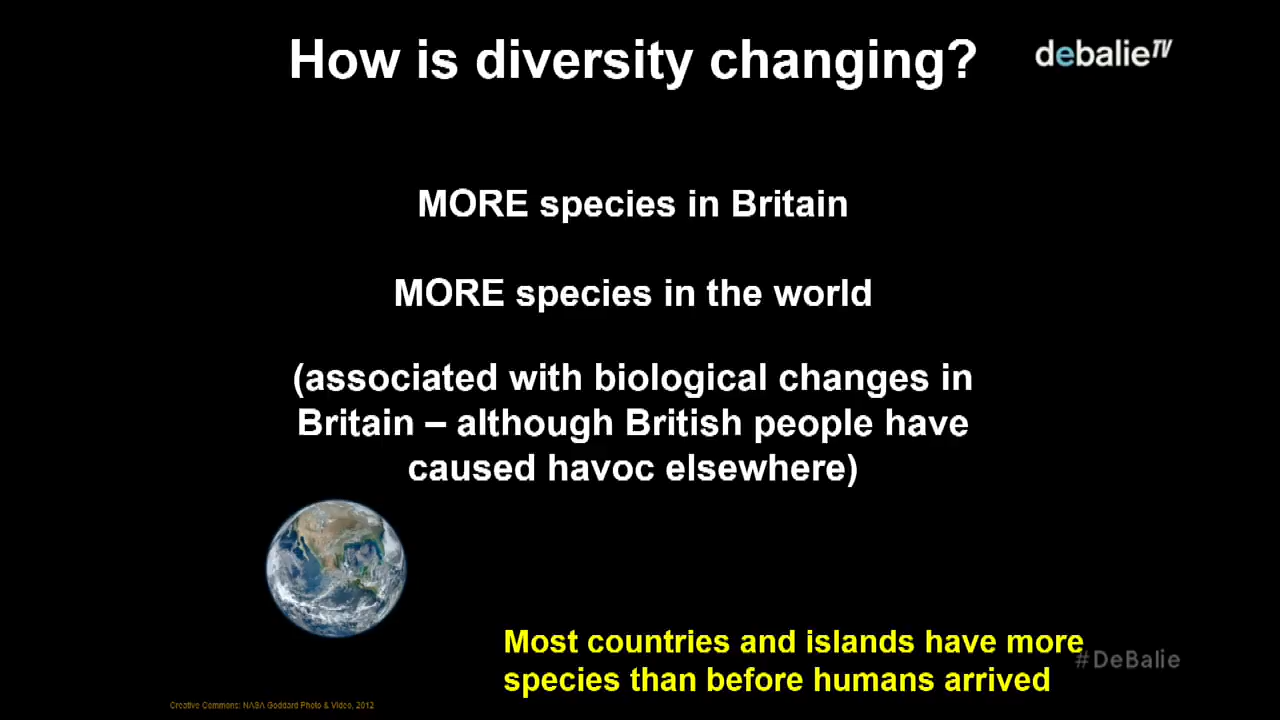 How is diversity changing?
debalieTV
MORE species in Britain
MORE species in the world
(associated with biological changes in
Britain – although British people have
caused havoc elsewhere)
Most countries and islands have more
species than before humans arrived
#DeBalie
Creative Commons: NASA Goddard Photo & Video, 2012